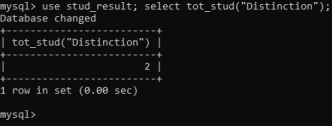 mysql> use stud_result; select tot_stud("Distinction");
Database changed
+-------------------------+
| tot_stud("Distinction") |
+-------------------------+
|                       2 |
+-------------------------+
1 row in set (0.00 sec)
mysql>